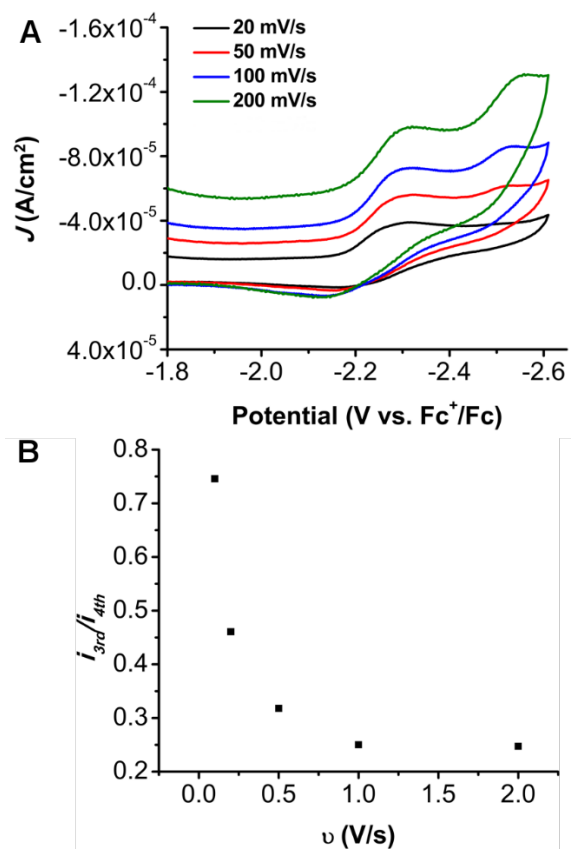 A
20 mV/s
50 mV/s
100 mV/s
200 mV/s
-1.6x10⁻⁴
-1.2x10⁻⁴
-8.0x10⁻⁵
-4.0x10⁻⁵
0.0
4.0x10⁻⁵
J (A/cm²)
-1.8
-2.0
-2.2
-2.4
-2.6
Potential (V vs. Fc⁺/Fc)
B
0.8
0.7
0.6
0.5
0.4
0.3
0.2
i3rd/i4th
0.0
0.5
1.0
1.5
2.0
υ (V/s)